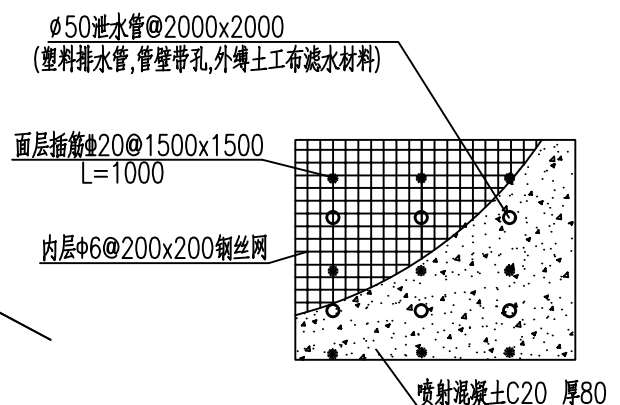 Ø50泄水管@2000x2000
(塑料排水管,管壁带孔,外缚土工布滤水材料)
面层插筋Φ20@1500x1500
L=1000
内层Φ6@200x200钢丝网
喷射混凝土C20 厚80